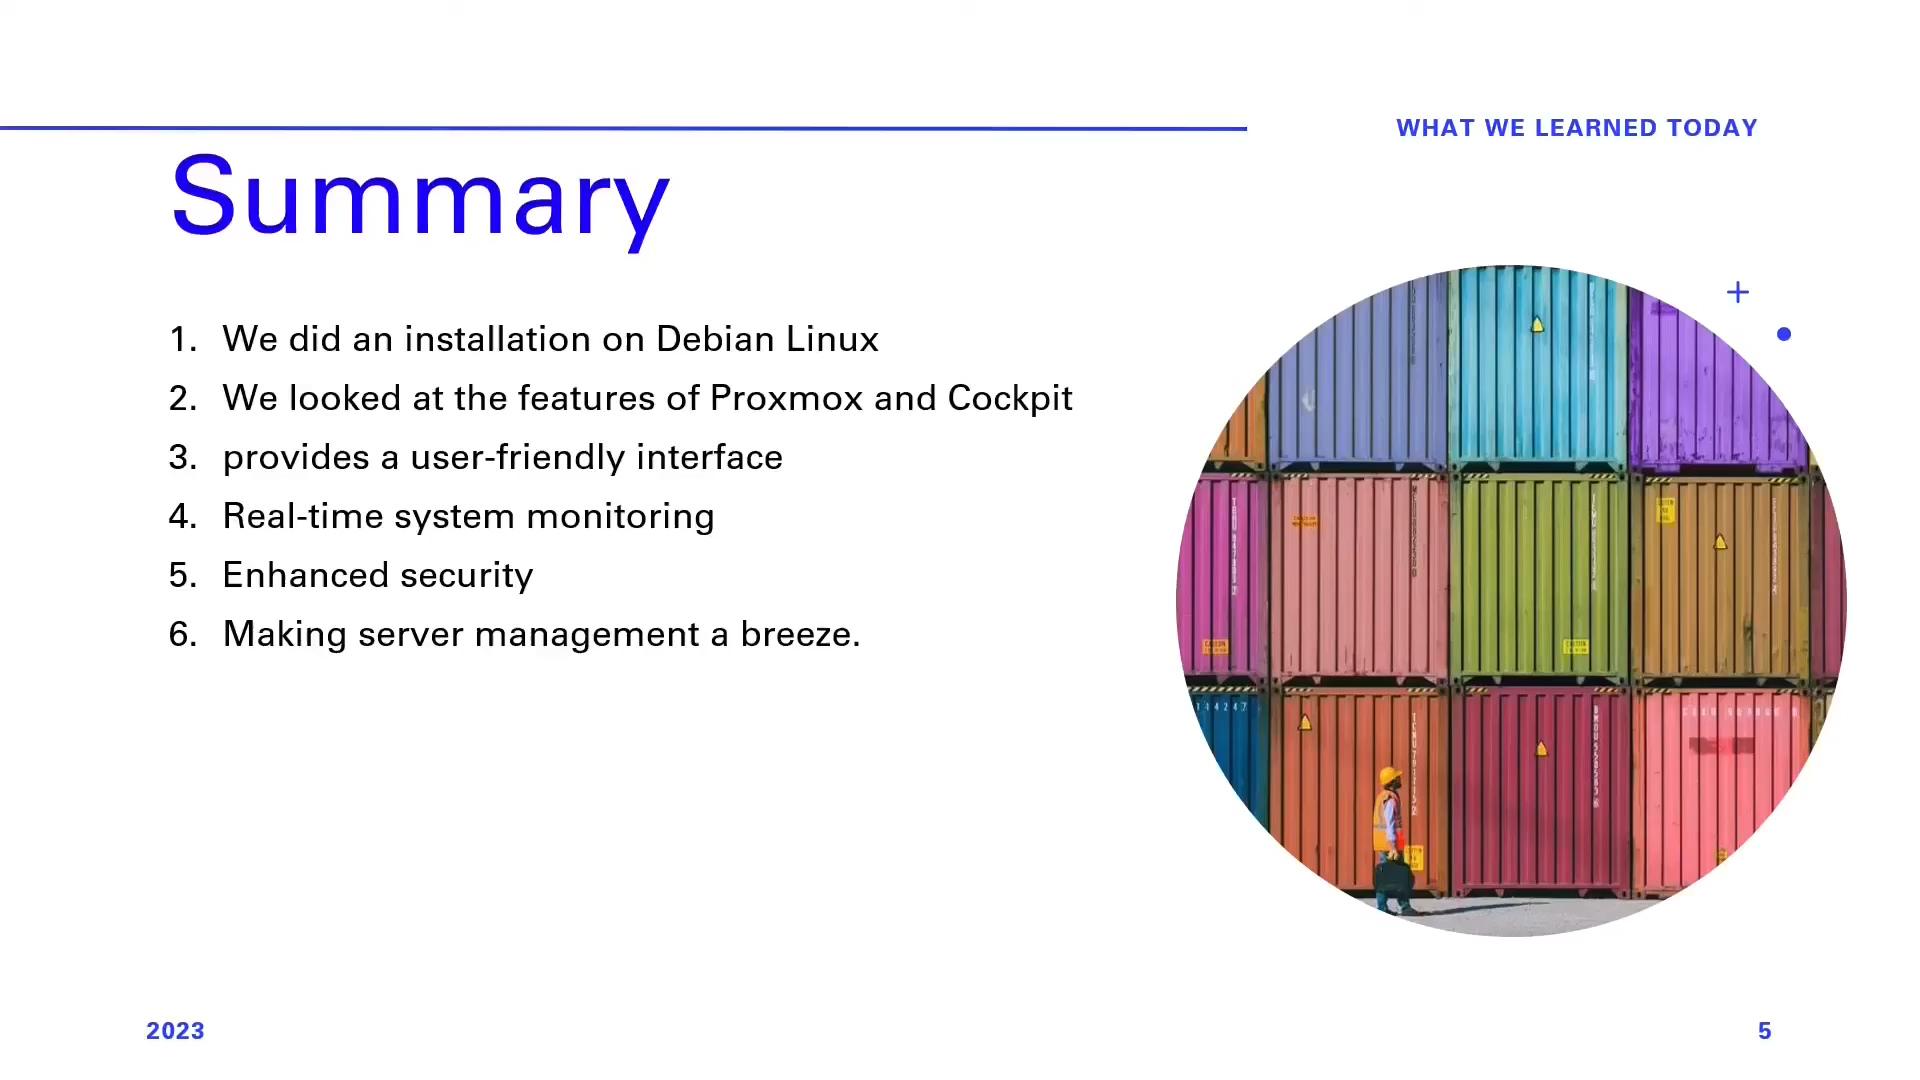 WHAT WE LEARNED TODAY
Summary
1. We did an installation on Debian Linux
2. We looked at the features of Proxmox and Cockpit
3. provides a user-friendly interface
4. Real-time system monitoring
5. Enhanced security
6. Making server management a breeze.
2023
5